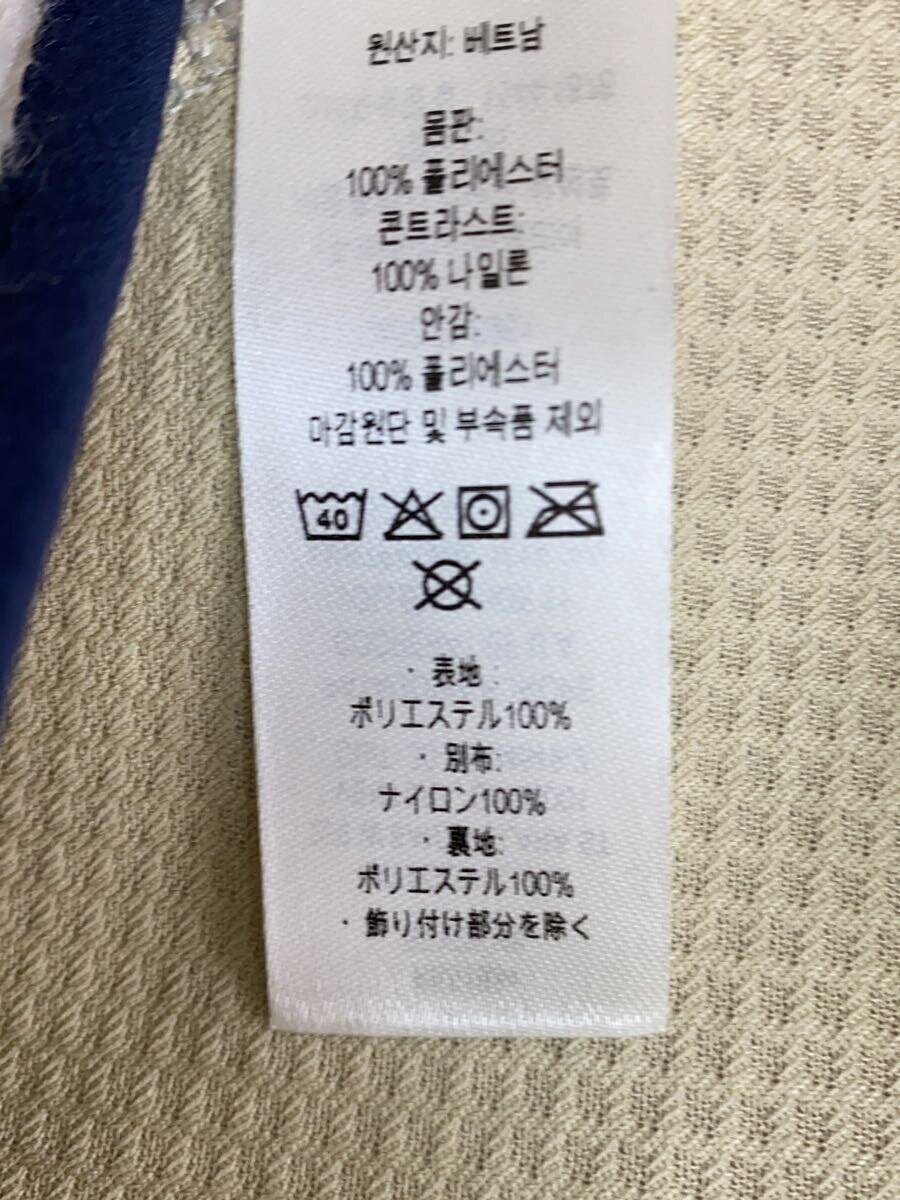 원산지: 베트남
몸판:
100% 폴리에스터
콘트라스트:
100% 나일론
안감:
100% 폴리에스터
마감원단 및 부속품 제외
40
・表地:
ポリエステル100%
・別布:
ナイロン100%
・裏地:
ポリエステル100%
・飾り付け部分を除く